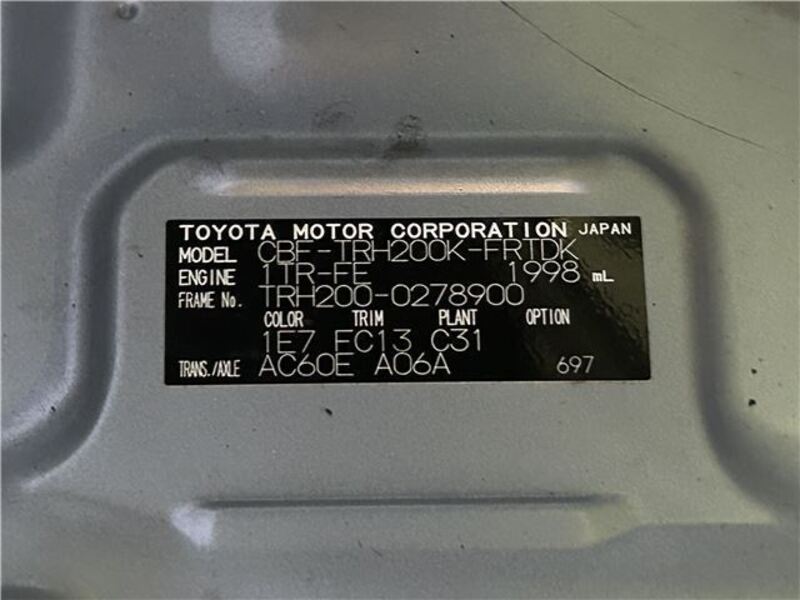 TOYOTA MOTOR CORPORATION JAPAN
MODEL CBF-TRH200K-FRTDK
ENGINE 1TR-FE 1998 mL
FRAME No. TRH200-0278900
COLOR TRIM PLANT OPTION
1E7 EC13 C31
TRANS./AXLE AC60E A06A 697